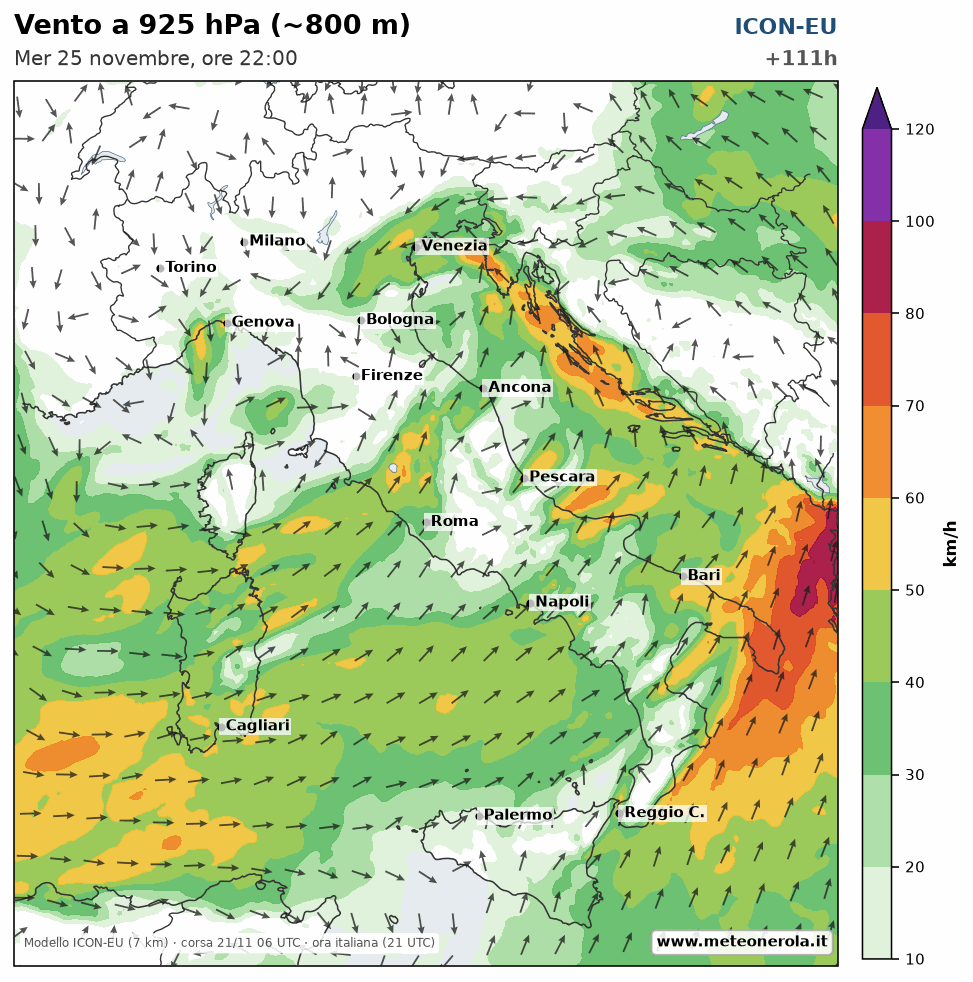 Vento a 925 hPa (~800 m)
ICON-EU
Mer 25 novembre, ore 22:00
+111h
Milano
Venezia
Torino
Genova
Bologna
Firenze
Ancona
Pescara
Roma
Bari
Napoli
Cagliari
Palermo
Reggio C.
120
100
80
70
60
50
40
30
20
10
km/h
Modello ICON-EU (7 km) · corsa 21/11 06 UTC · ora italiana (21 UTC)
www.meteonerola.it